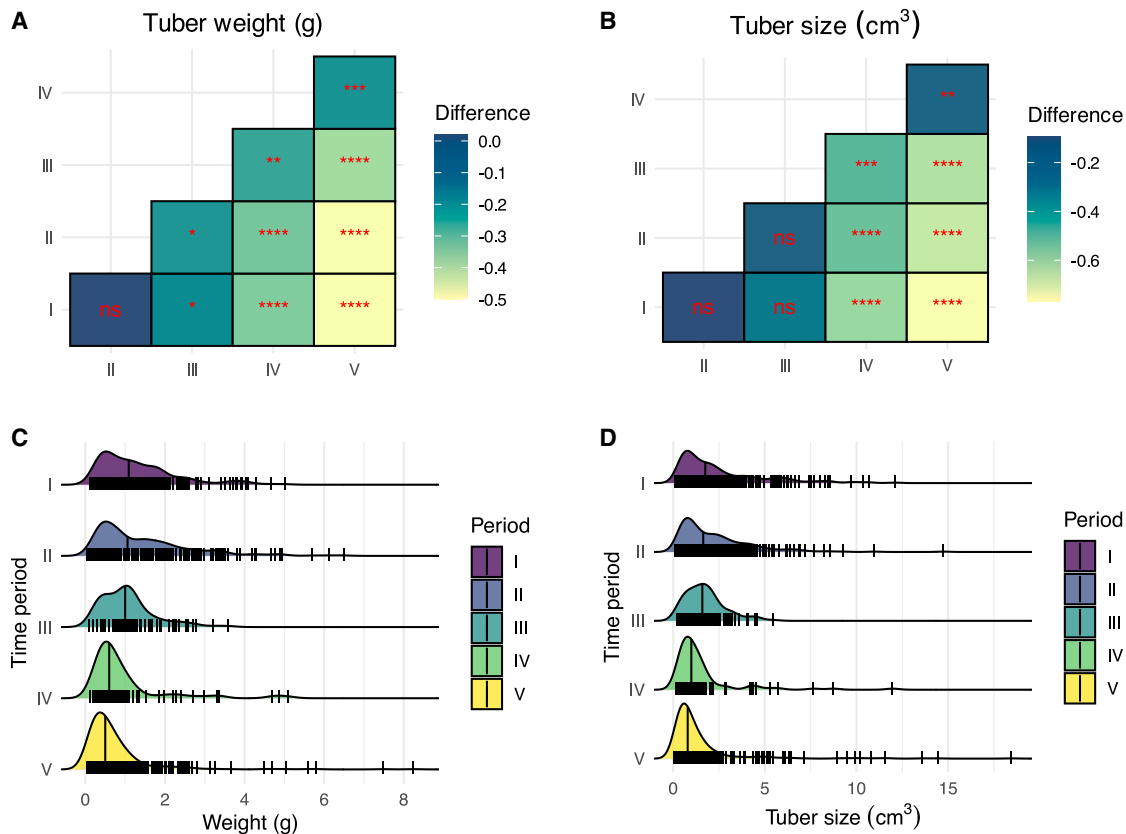 A
Tuber weight (g)
IV
III
II
I
***
**
****
*
****
****
ns
*
****
****
II
III
IV
V
Difference
0.0
-0.1
-0.2
-0.3
-0.4
-0.5
B
Tuber size (cm³)
IV
III
II
I
**
***
****
ns
****
****
ns
ns
****
****
II
III
IV
V
Difference
-0.2
-0.4
-0.6
C
Time period
I
II
III
IV
V
0
2
4
6
8
Weight (g)
Period
I
II
III
IV
V
D
Time period
I
II
III
IV
V
0
5
10
15
Tuber size (cm³)
Period
I
II
III
IV
V